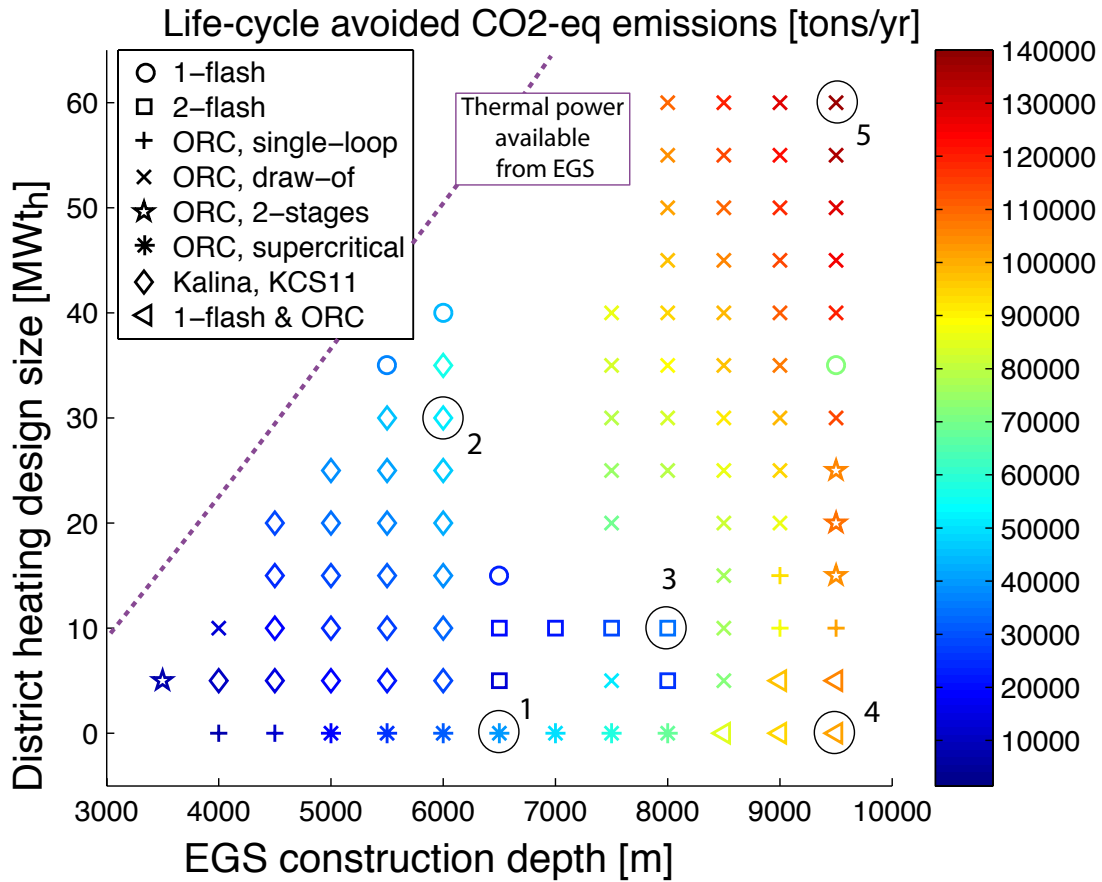 Life-cycle avoided CO2-eq emissions [tons/yr]
1-flash
2-flash
ORC, single-loop
ORC, draw-of
ORC, 2-stages
ORC, supercritical
Kalina, KCS11
1-flash & ORC
Thermal power
available
from EGS
District heating design size [MWt_h]
60
50
40
30
20
10
0
3000
4000
5000
6000
7000
8000
9000
10000
EGS construction depth [m]
1
2
3
4
5
140000
130000
120000
110000
100000
90000
80000
70000
60000
50000
40000
30000
20000
10000